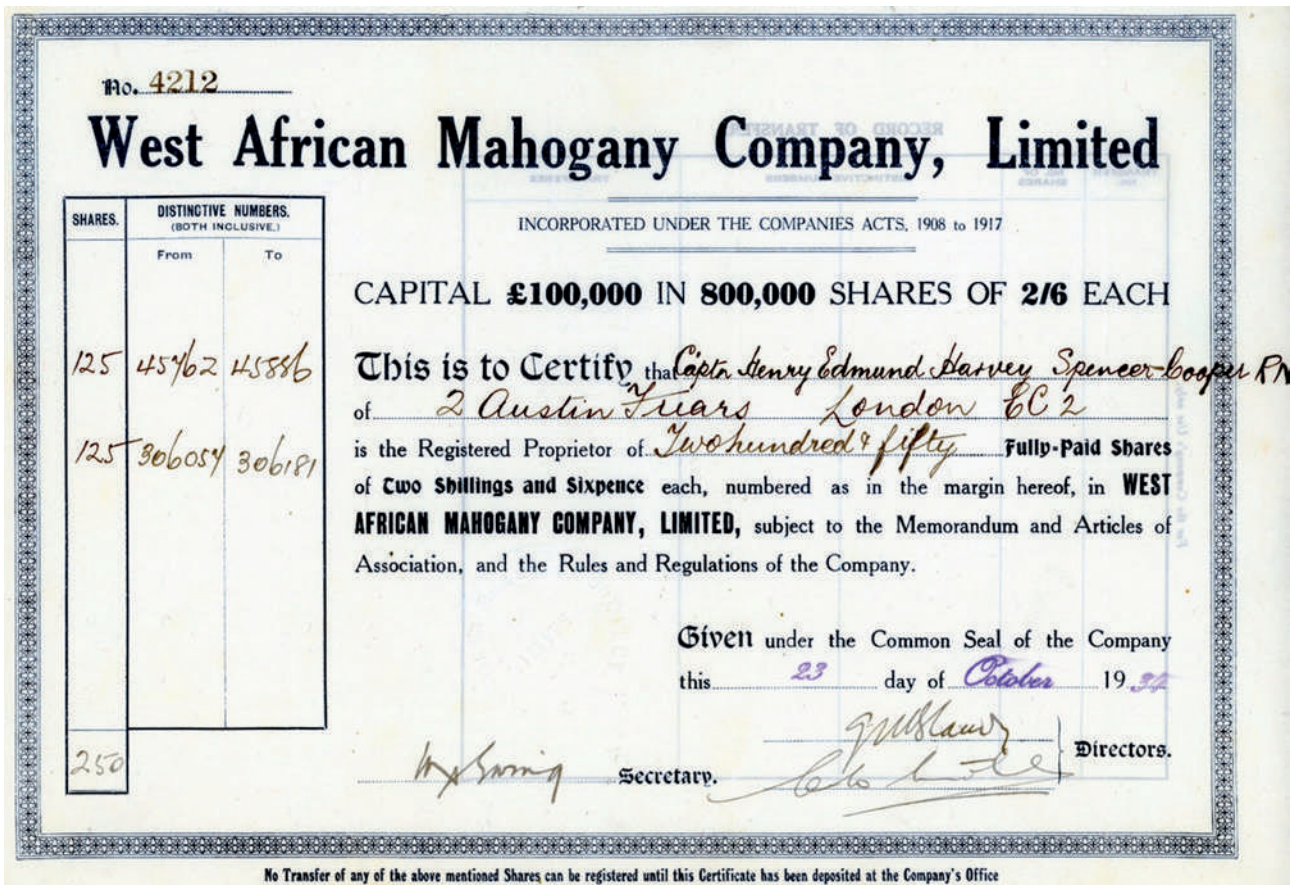 No. 4212
West African Mahogany Company, Limited
SHARES.
DISTINCTIVE NUMBERS.
(BOTH INCLUSIVE.)
From To
125 45762 45886
125 306057 306181
250
INCORPORATED UNDER THE COMPANIES ACTS, 1908 to 1917
CAPITAL £100,000 IN 800,000 SHARES OF 2/6 EACH
This is to Certify that Captn Henry Edmund Harvey Spencer-Cooper RN
of 2 Austin Friars London EC2
is the Registered Proprietor of Two hundred & fifty Fully-Paid Shares
of Two Shillings and Sixpence each, numbered as in the margin hereof, in WEST
AFRICAN MAHOGANY COMPANY, LIMITED, subject to the Memorandum and Articles of
Association, and the Rules and Regulations of the Company.
Given under the Common Seal of the Company
this 23 day of October 19
Directors.
Secretary.
No Transfer of any of the above mentioned Shares can be registered until this Certificate has been deposited at the Company's Office